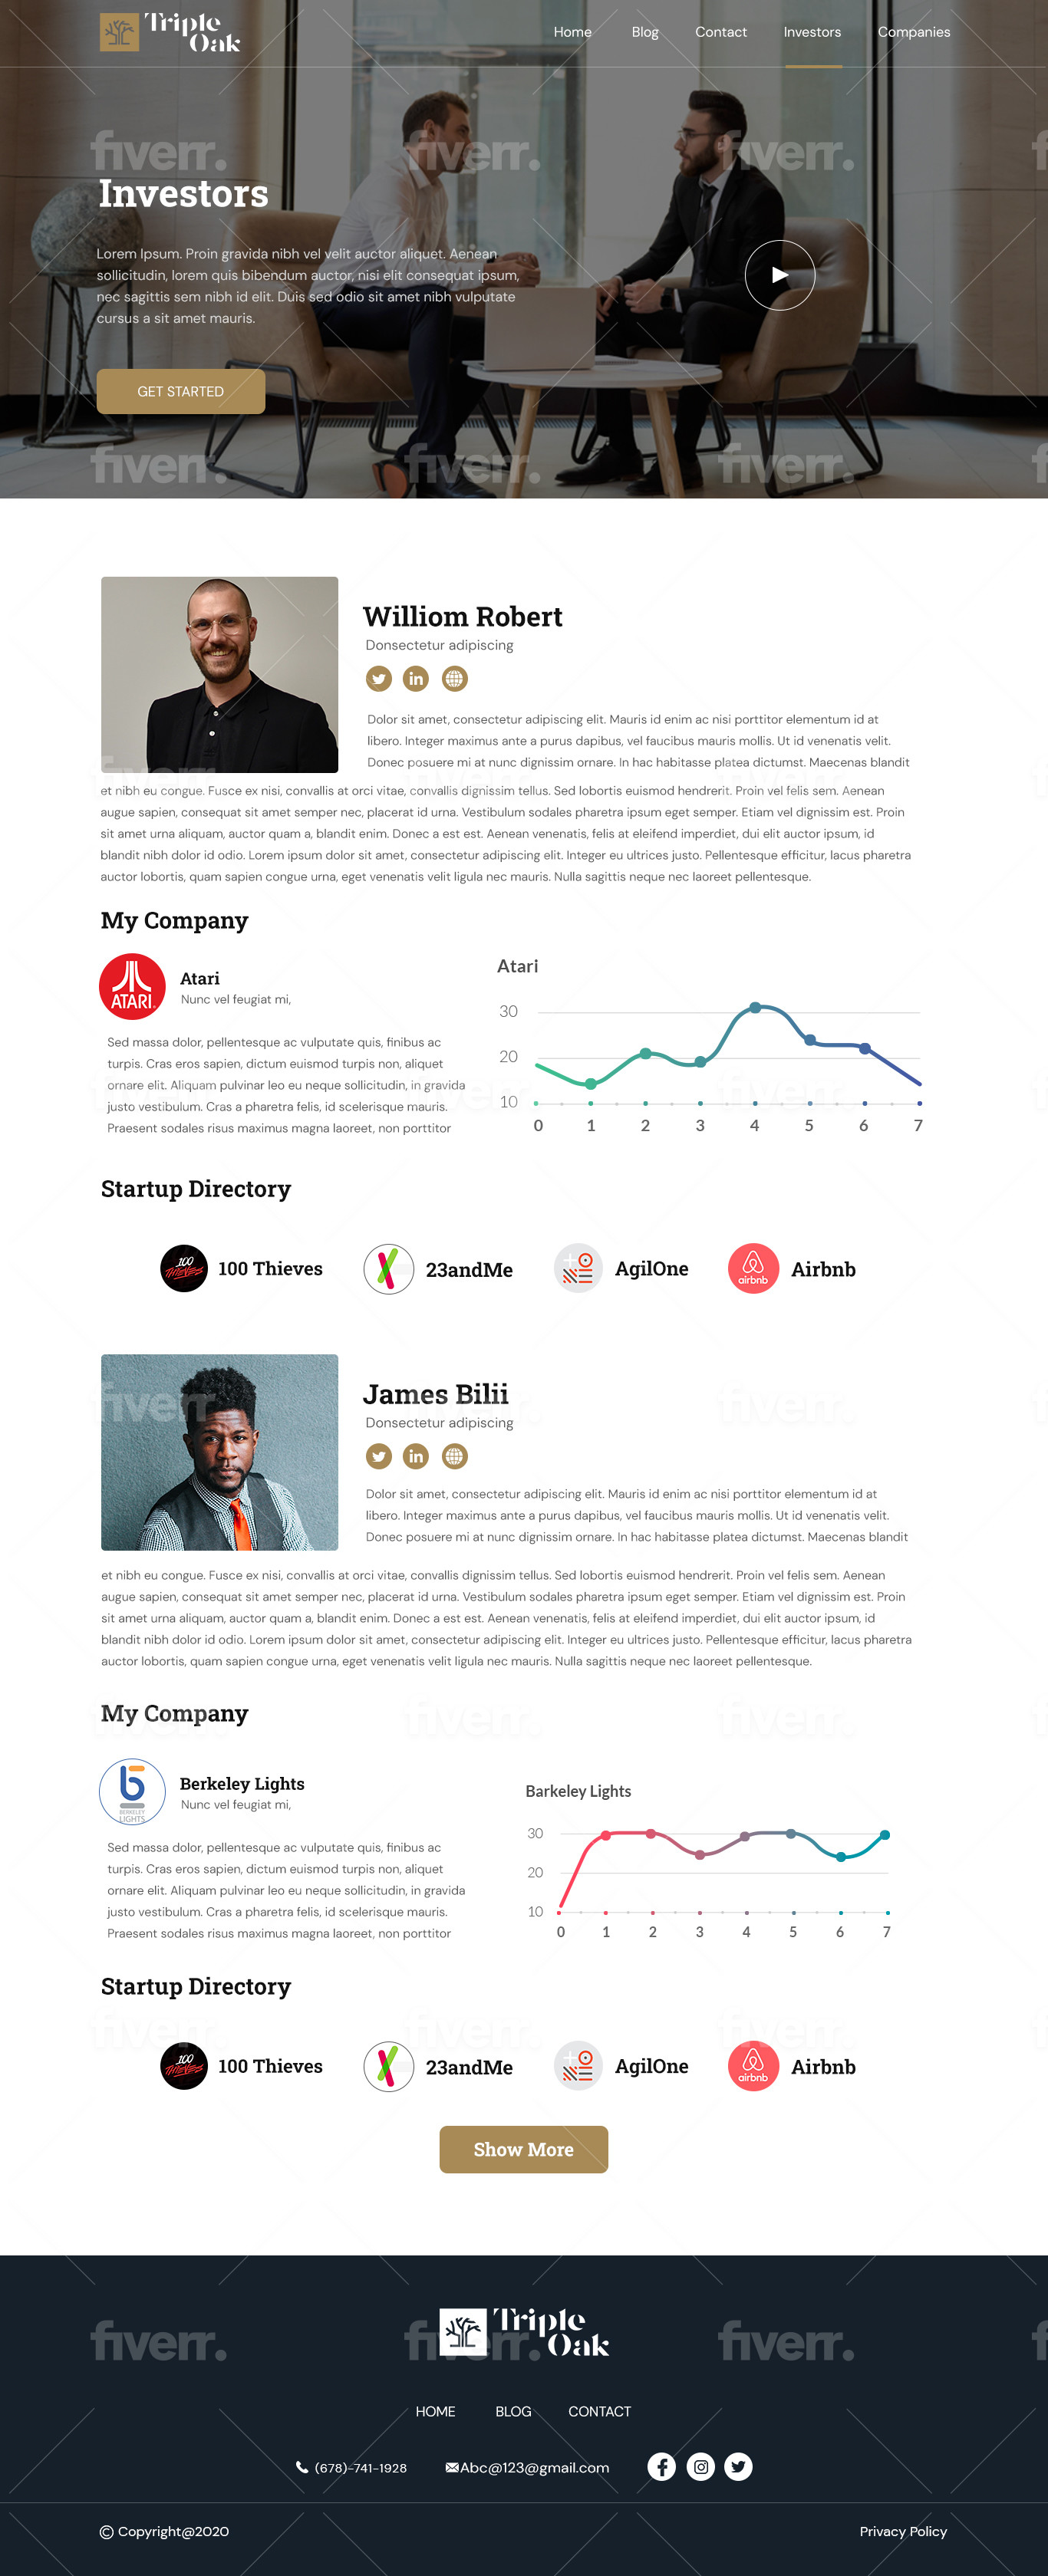 Triple
Oak
Home Blog Contact Investors Companies
fiverr. fiverr. fiverr.
Investors
Lorem Ipsum. Proin gravida nibh vel velit auctor aliquet. Aenean
sollicitudin, lorem quis bibendum auctor, nisi elit consequat ipsum,
nec sagittis sem nibh id elit. Duis sed odio sit amet nibh vulputate
cursus a sit amet mauris.
GET STARTED
fiverr. fiverr. fiverr.
Williom Robert
Donsectetur adipiscing
in
Dolor sit amet, consectetur adipiscing elit. Mauris id enim ac nisi porttitor elementum id at
libero. Integer maximus ante a purus dapibus, vel faucibus mauris mollis. Ut id venenatis velit.
Donec posuere mi at nunc dignissim ornare. In hac habitasse platea dictumst. Maecenas blandit
et nibh eu congue. Fusce ex nisi, convallis at orci vitae, convallis dignissim tellus. Sed lobortis euismod hendrerit. Proin vel felis sem. Aenean
augue sapien, consequat sit amet semper nec, placerat id urna. Vestibulum sodales pharetra ipsum eget semper. Etiam vel dignissim est. Proin
sit amet urna aliquam, auctor quam a, blandit enim. Donec a est est. Aenean venenatis, felis at eleifend imperdiet, dui elit auctor ipsum, id
blandit nibh dolor id odio. Lorem ipsum dolor sit amet, consectetur adipiscing elit. Integer eu ultrices justo. Pellentesque efficitur, lacus pharetra
auctor lobortis, quam sapien congue urna, eget venenatis velit ligula nec mauris. Nulla sagittis neque nec laoreet pellentesque.
My Company
ATARI
Atari
Nunc vel feugiat mi,
Sed massa dolor, pellentesque ac vulputate quis, finibus ac
turpis. Cras eros sapien, dictum euismod turpis non, aliquet
ornare elit. Aliquam pulvinar leo eu neque sollicitudin, in gravida
justo vestibulum. Cras a pharetra felis, id scelerisque mauris.
Praesent sodales risus maximus magna laoreet, non porttitor
Atari
30
20
10
0 1 2 3 4 5 6 7
Startup Directory
100 THIEVES 100 Thieves 23andMe AgilOne airbnb Airbnb
fiverr.
James Bilii
Donsectetur adipiscing
in
Dolor sit amet, consectetur adipiscing elit. Mauris id enim ac nisi porttitor elementum id at
libero. Integer maximus ante a purus dapibus, vel faucibus mauris mollis. Ut id venenatis velit.
Donec posuere mi at nunc dignissim ornare. In hac habitasse platea dictumst. Maecenas blandit
et nibh eu congue. Fusce ex nisi, convallis at orci vitae, convallis dignissim tellus. Sed lobortis euismod hendrerit. Proin vel felis sem. Aenean
augue sapien, consequat sit amet semper nec, placerat id urna. Vestibulum sodales pharetra ipsum eget semper. Etiam vel dignissim est. Proin
sit amet urna aliquam, auctor quam a, blandit enim. Donec a est est. Aenean venenatis, felis at eleifend imperdiet, dui elit auctor ipsum, id
blandit nibh dolor id odio. Lorem ipsum dolor sit amet, consectetur adipiscing elit. Integer eu ultrices justo. Pellentesque efficitur, lacus pharetra
auctor lobortis, quam sapien congue urna, eget venenatis velit ligula nec mauris. Nulla sagittis neque nec laoreet pellentesque.
My Company
BERKELEY
LIGHTS
Berkeley Lights
Nunc vel feugiat mi,
Sed massa dolor, pellentesque ac vulputate quis, finibus ac
turpis. Cras eros sapien, dictum euismod turpis non, aliquet
ornare elit. Aliquam pulvinar leo eu neque sollicitudin, in gravida
justo vestibulum. Cras a pharetra felis, id scelerisque mauris.
Praesent sodales risus maximus magna laoreet, non porttitor
Barkeley Lights
30
20
10
0 1 2 3 4 5 6 7
Startup Directory
100 THIEVES 100 Thieves 23andMe AgilOne airbnb Airbnb
Show More
Triple
Oak
fiverr. fiverr. fiverr.
HOME BLOG CONTACT
(678)-741-1928 Abc@123@gmail.com
© Copyright@2020 Privacy Policy